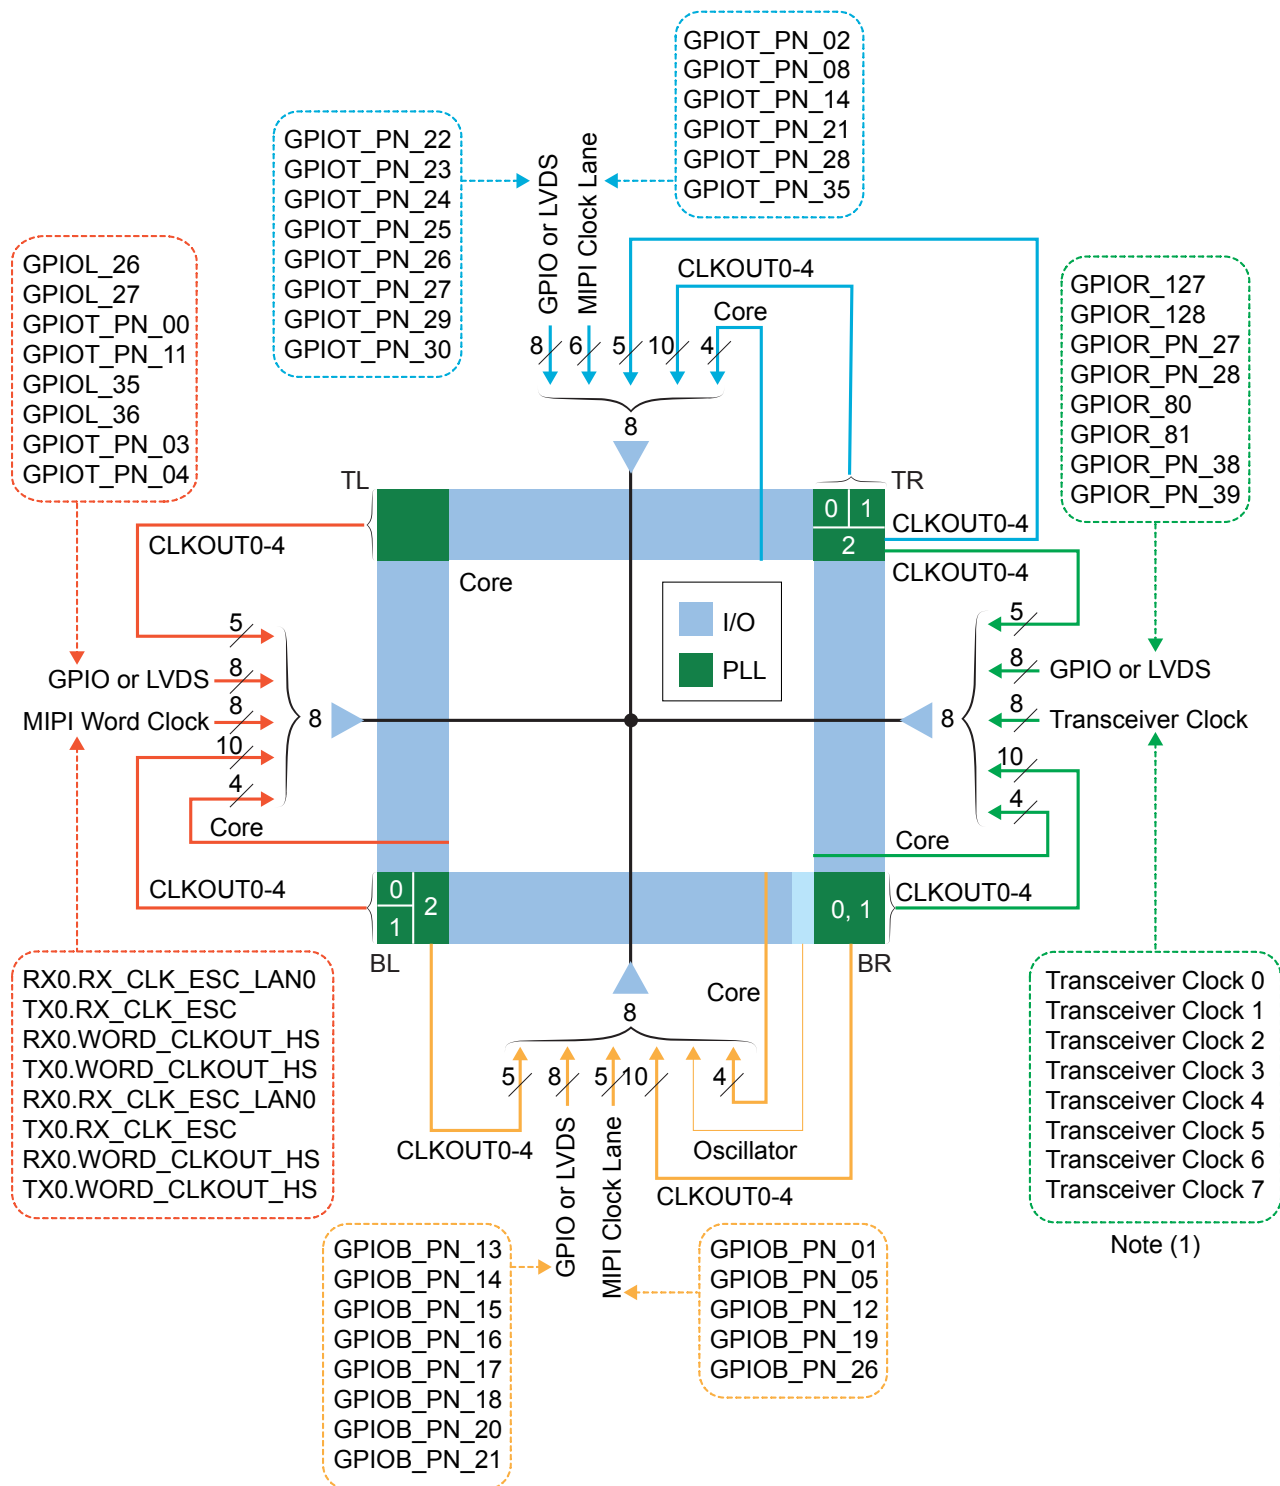 GPIOT_PN_02
GPIOT_PN_08
GPIOT_PN_14
GPIOT_PN_21
GPIOT_PN_28
GPIOT_PN_35
GPIOT_PN_22
GPIOT_PN_23
GPIOT_PN_24
GPIOT_PN_25
GPIOT_PN_26
GPIOT_PN_27
GPIOT_PN_29
GPIOT_PN_30
GPIO or LVDS
MIPI Clock Lane
GPIOL_26
GPIOL_27
GPIOT_PN_00
GPIOT_PN_11
GPIOL_35
GPIOL_36
GPIOT_PN_03
GPIOT_PN_04
CLKOUT0-4
Core
8 6 5 10 4
8
GPIOR_127
GPIOR_128
GPIOR_PN_27
GPIOR_PN_28
GPIOR_80
GPIOR_81
GPIOR_PN_38
GPIOR_PN_39
TL
TR
0 1
2
CLKOUT0-4
CLKOUT0-4
CLKOUT0-4
Core
I/O
PLL
5
GPIO or LVDS 8
MIPI Word Clock 8
10
4
8
Core
CLKOUT0-4
5
8 GPIO or LVDS
8 Transceiver Clock
10
4
8
Core
CLKOUT0-4
0
1
2
0, 1
BL
BR
Core
8
5 8 5 10 4
CLKOUT0-4
GPIO or LVDS
MIPI Clock Lane
Oscillator
CLKOUT0-4
RX0.RX_CLK_ESC_LAN0
TX0.RX_CLK_ESC
RX0.WORD_CLKOUT_HS
TX0.WORD_CLKOUT_HS
RX0.RX_CLK_ESC_LAN0
TX0.RX_CLK_ESC
RX0.WORD_CLKOUT_HS
TX0.WORD_CLKOUT_HS
Transceiver Clock 0
Transceiver Clock 1
Transceiver Clock 2
Transceiver Clock 3
Transceiver Clock 4
Transceiver Clock 5
Transceiver Clock 6
Transceiver Clock 7
Note (1)
GPIOB_PN_13
GPIOB_PN_14
GPIOB_PN_15
GPIOB_PN_16
GPIOB_PN_17
GPIOB_PN_18
GPIOB_PN_20
GPIOB_PN_21
GPIOB_PN_01
GPIOB_PN_05
GPIOB_PN_12
GPIOB_PN_19
GPIOB_PN_26